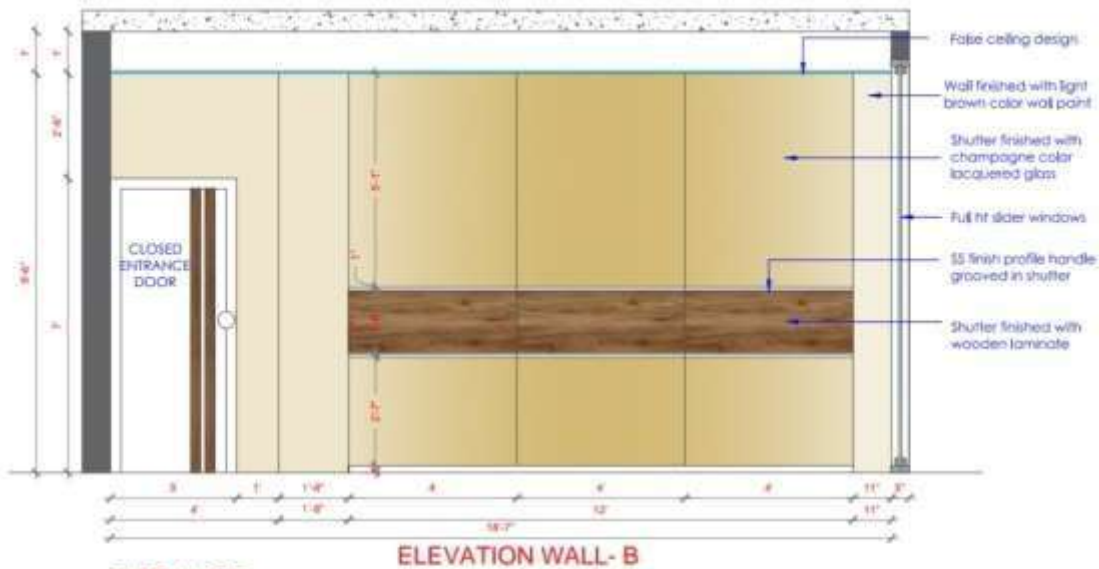 False ceiling design
Wall finished with light
brown color wall paint
Shutter finished with
champagne color
lacquered glass
Full ht slider windows
SS finish profile handle
grooved in shutter
Shutter finished with
wooden laminate
CLOSED
ENTRANCE
DOOR
1'
1'
2'-6"
9'-6"
7'
5'-1"
1"
2'-7"
3' 1' 1'-8" 4' 4' 4' 11" 5"
4' 1'-8" 12' 11"
18'-7"
ELEVATION WALL- B